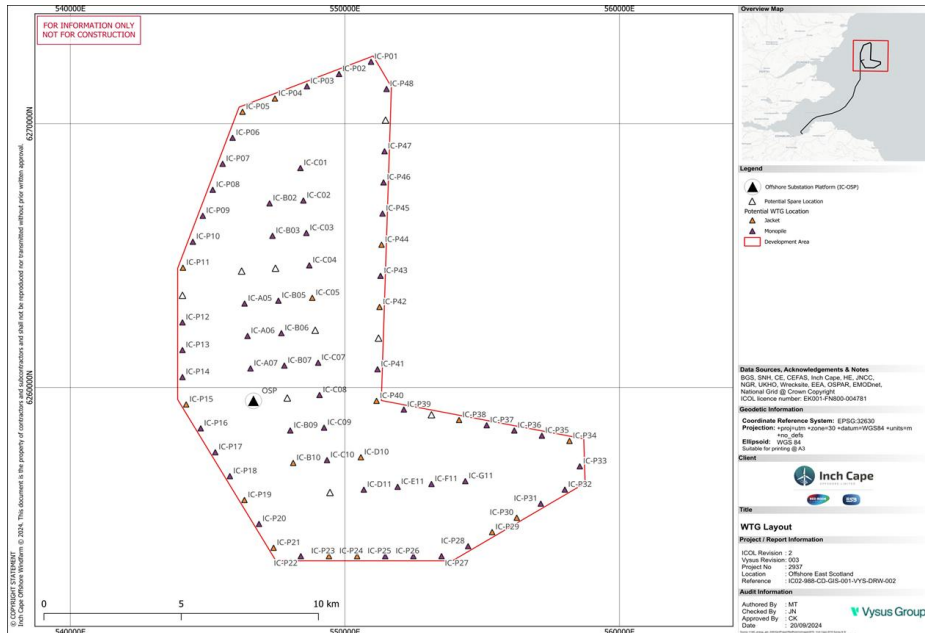 540000E
550000E
560000E
FOR INFORMATION ONLY
NOT FOR CONSTRUCTION
6270000N
6260000N
IC-P01
IC-P02
IC-P03
IC-P48
IC-P04
IC-P05
IC-P06
IC-P47
IC-P07
IC-C01
IC-P46
IC-P08
IC-B02
IC-C02
IC-P09
IC-P45
IC-B03
IC-C03
IC-P10
IC-P44
IC-P11
IC-C04
IC-P43
IC-A05
IC-B05
IC-C05
IC-P42
IC-P12
IC-A06
IC-B06
IC-P13
IC-A07
IC-B07
IC-C07
IC-P41
IC-P14
OSP
IC-C08
IC-P40
IC-P15
IC-P39
IC-P38
IC-P37
IC-P16
IC-B09
IC-C09
IC-P36
IC-P35
IC-P34
IC-P17
IC-B10
IC-C10
IC-D10
IC-P33
IC-P18
IC-D11
IC-E11
IC-F11
IC-G11
IC-P32
IC-P19
IC-P31
IC-P20
IC-P30
IC-P29
IC-P21
IC-P28
IC-P22
IC-P23
IC-P24
IC-P25
IC-P26
IC-P27
0 5 10 km
540000E
550000E
560000E
© COPYRIGHT STATEMENT
Inch Cape Offshore Windfarm © 2024. This document is the property of contractors and subcontractors and shall not be reproduced nor transmitted without prior written approval.
Overview Map
Legend
Offshore Substation Platform (IC-OSP)
Potential Spare Location
Potential WTG Location
Jacket
Monopile
Development Area
Data Sources, Acknowledgements & Notes
BGS, SNH, CE, CEFAS, Inch Cape, HE, JNCC,
NGR, UKHO, Wrecksite, EEA, OSPAR, EMODnet,
National Grid @ Crown Copyright
ICOL licence number: EK001-FN800-004781
Geodetic Information
Coordinate Reference System: EPSG:32630
Projection: +proj=utm +zone=30 +datum=WGS84 +units=m
+no_defs
Ellipsoid: WGS 84
Suitable for printing @ A3
Client
Inch Cape
Title
WTG Layout
Project / Report Information
ICOL Revision : 2
Vysus Revision: 003
Project No : 2937
Location : Offshore East Scotland
Reference : IC02-988-CD-GIS-001-VYS-DRW-002
Audit Information
Authored By : MT
Checked By : JN
Approved By : CK
Date : 20/09/2024
Vysus Group